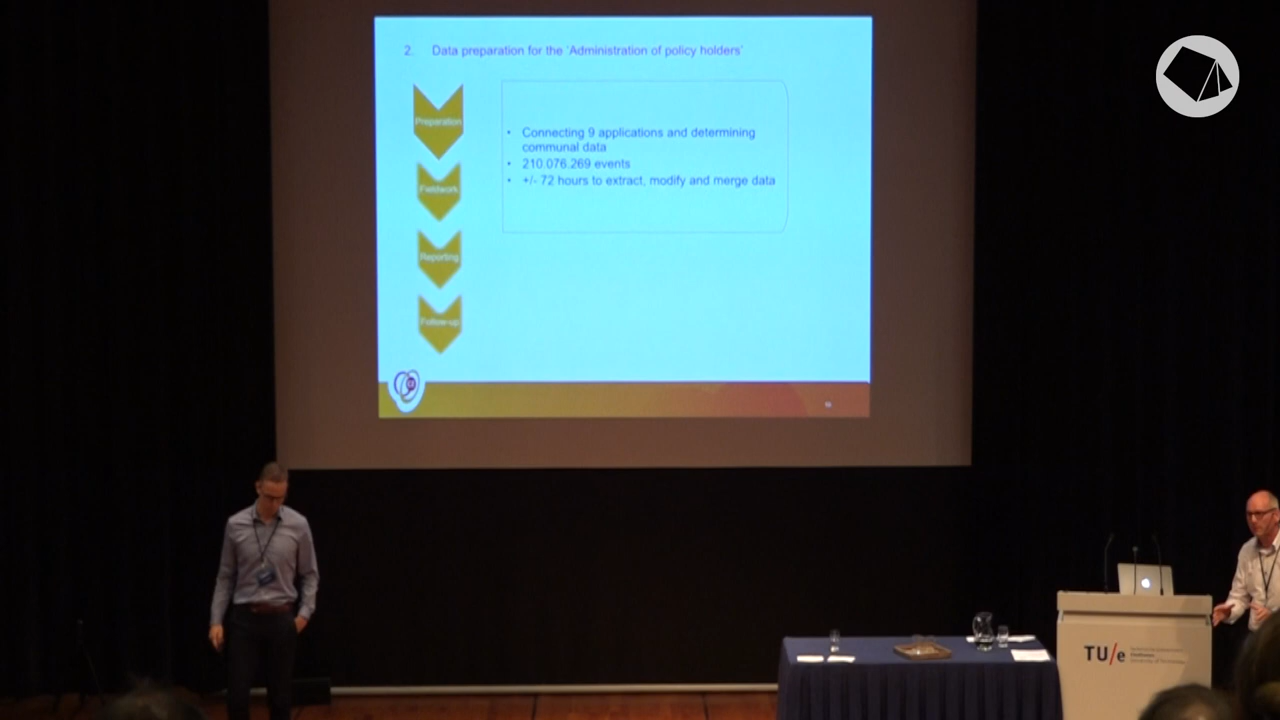 2. Data preparation for the 'Administration of policy holders'
Preparation
Fieldwork
Reporting
Follow-up
• Connecting 9 applications and determining
communal data
• 210.076.269 events
• +/- 72 hours to extract, modify and merge data
TU/e